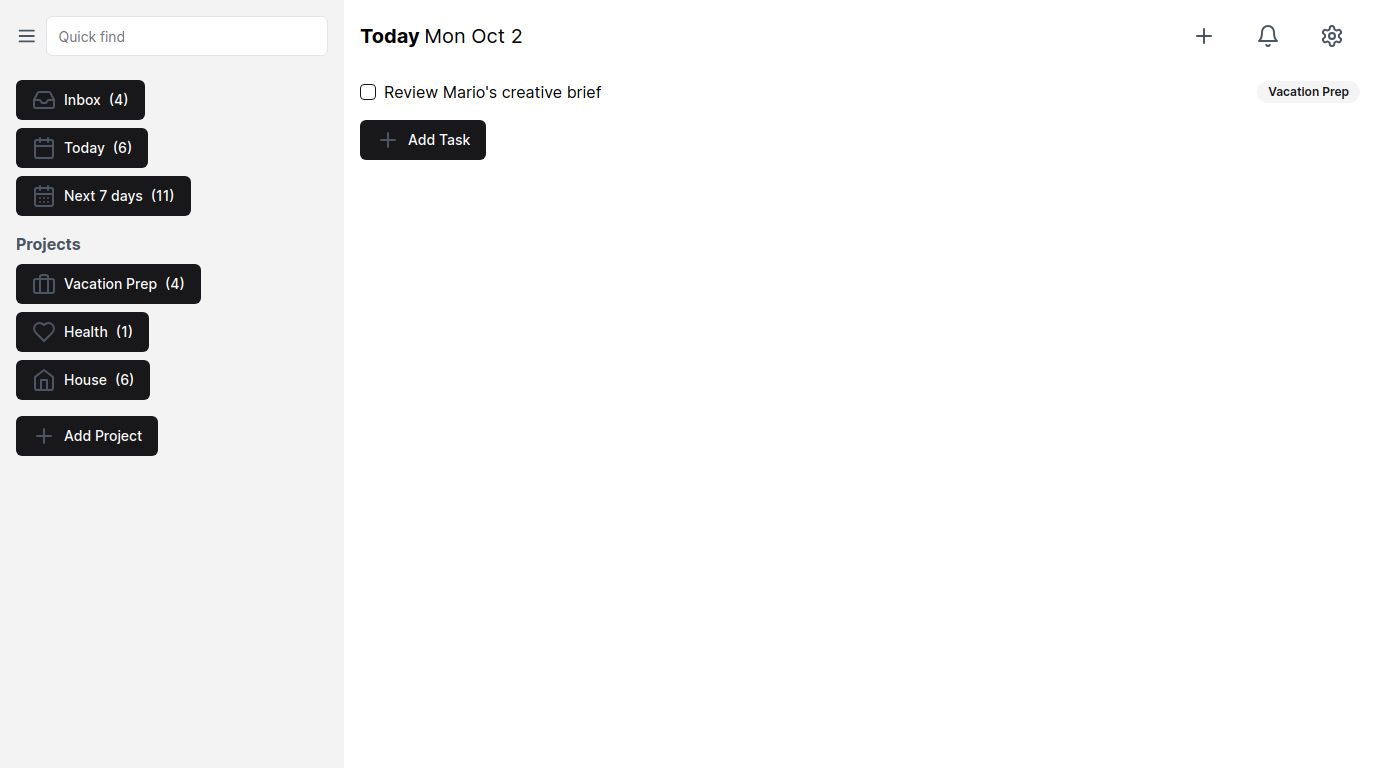 Quick find
Inbox (4)
Today (6)
Next 7 days (11)
Projects
Vacation Prep (4)
Health (1)
House (6)
Add Project
Today Mon Oct 2
Review Mario's creative brief
Vacation Prep
Add Task